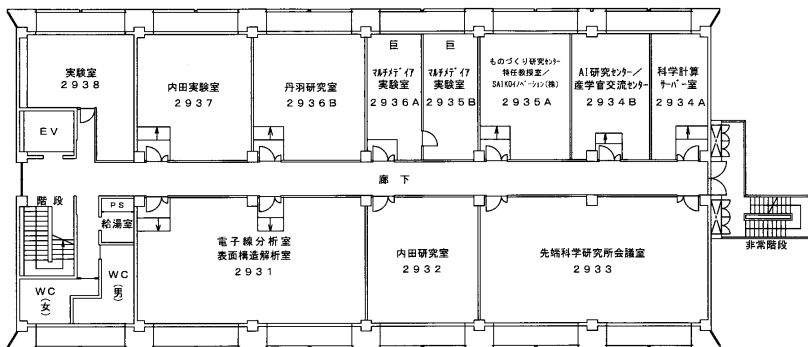 実験室
2938
内田実験室
2937
丹羽研究室
2936B
巨
マルチメディア
実験室
2936A
巨
マルチメディア
実験室
2935B
ものづくり研究センター
特任教授室/
SAIKOイノベーション(株)
2935A
AI研究センター/
産学官交流センター
2934B
科学計算
サーバー室
2934A
EV
廊下
階段
PS
給湯室
WC
(女)
WC
(男)
電子線分析室
表面構造解析室
2931
内田研究室
2932
先端科学研究所会議室
2933
非常階段